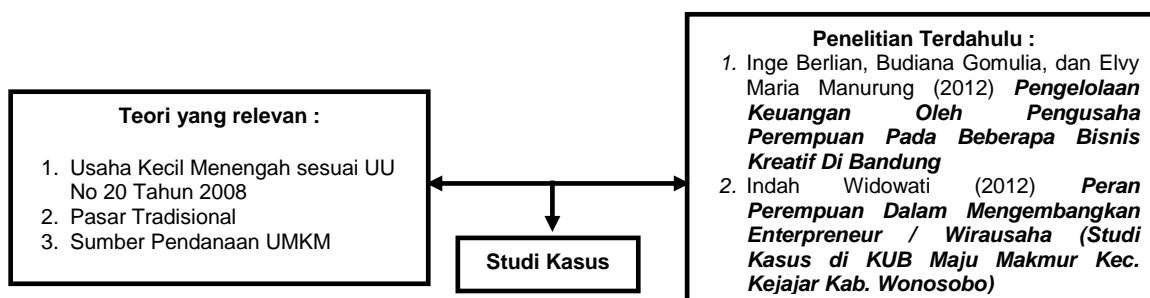 Teori yang relevan :
1. Usaha Kecil Menengah sesuai UU
No 20 Tahun 2008
2. Pasar Tradisional
3. Sumber Pendanaan UMKM
Studi Kasus
Penelitian Terdahulu :
1. Inge Berlian, Budiana Gomulia, dan Elvy
Maria Manurung (2012) Pengelolaan
Keuangan Oleh Pengusaha
Perempuan Pada Beberapa Bisnis
Kreatif Di Bandung
2. Indah Widowati (2012) Peran
Perempuan Dalam Mengembangkan
Enterpreneur / Wirausaha (Studi
Kasus di KUB Maju Makmur Kec.
Kejajar Kab. Wonosobo)